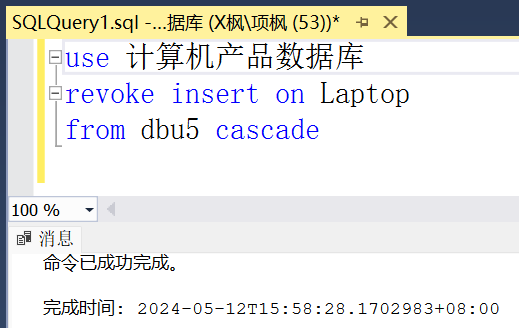 SQLQuery1.sql -...据库 (X枫\项枫 (53))*
use 计算机产品数据库
revoke insert on Laptop
from dbu5 cascade
100 %
消息
命令已成功完成。
完成时间: 2024-05-12T15:58:28.1702983+08:00